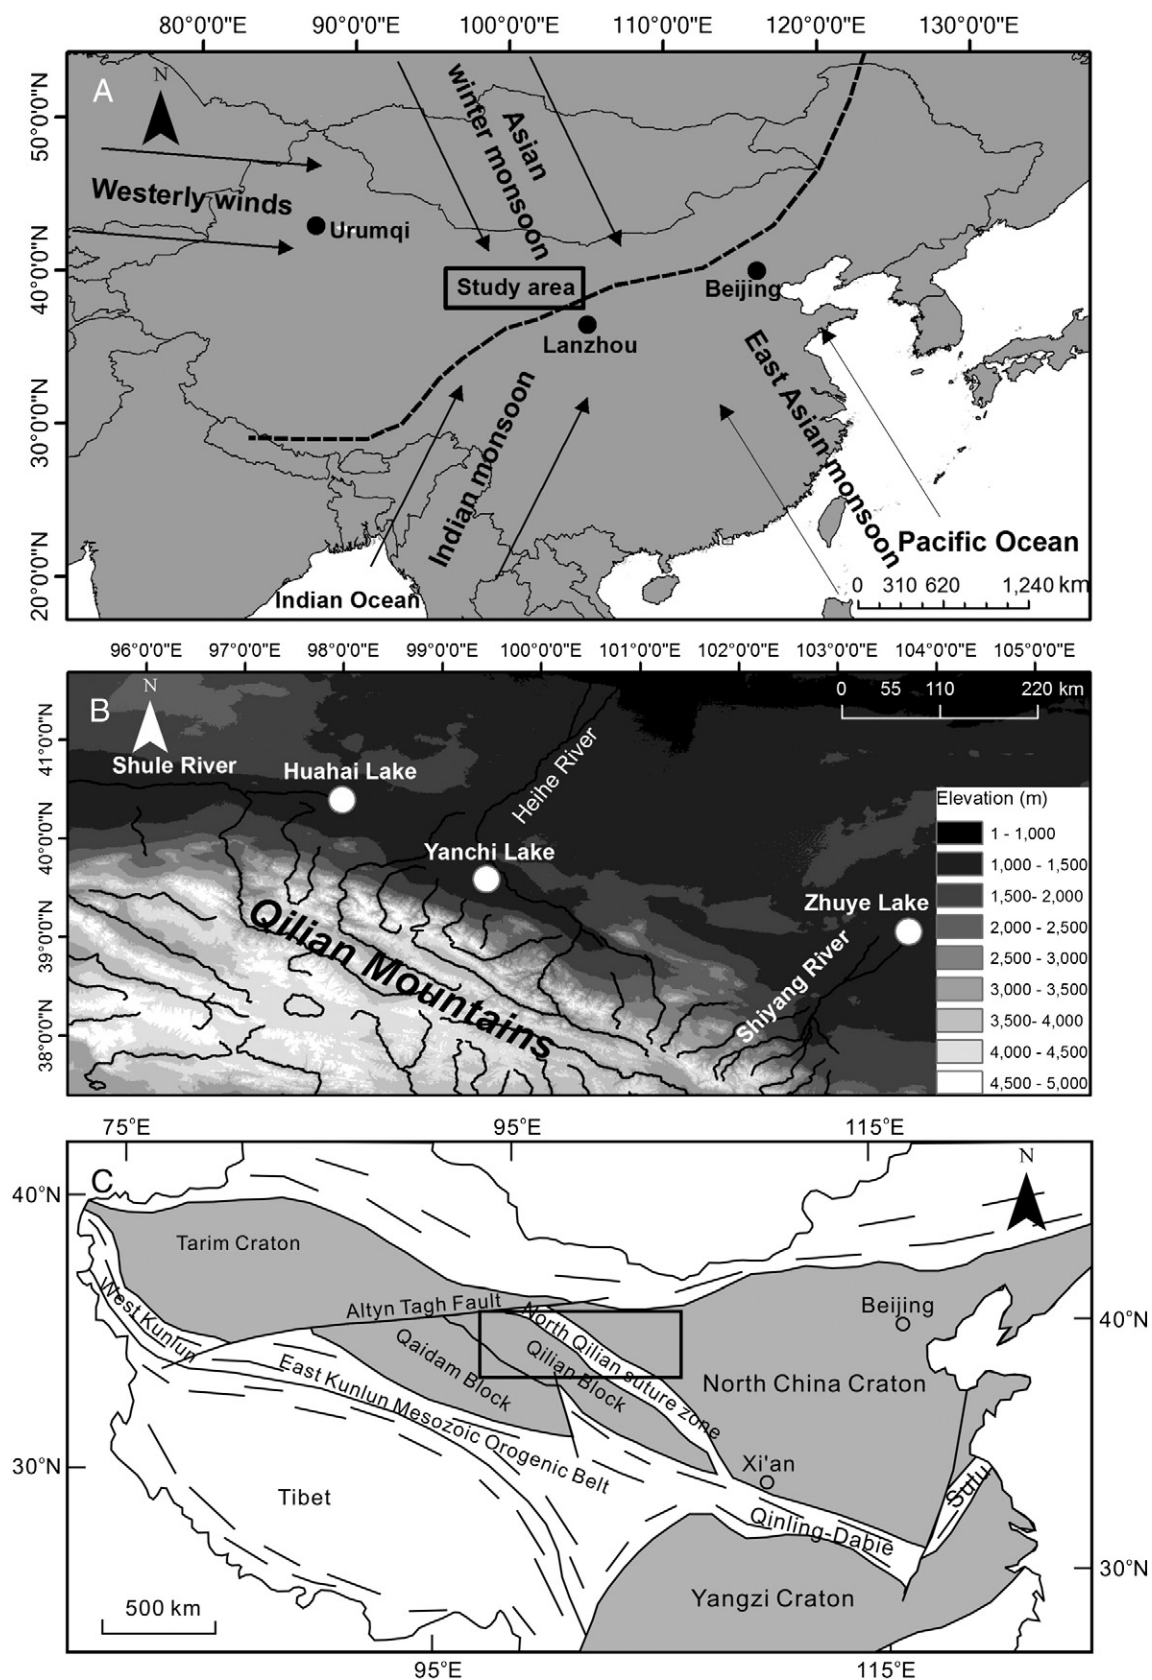 80°0'0"E 90°0'0"E 100°0'0"E 110°0'0"E 120°0'0"E 130°0'0"E
A
N
50°0'0"N
40°0'0"N
30°0'0"N
20°0'0"N
Asian
winter monsoon
Westerly winds
Urumqi
Study area
Beijing
Lanzhou
East Asian monsoon
Indian monsoon
Pacific Ocean
Indian Ocean
0 310 620 1,240 km
96°0'0"E 97°0'0"E 98°0'0"E 99°0'0"E 100°0'0"E 101°0'0"E 102°0'0"E 103°0'0"E 104°0'0"E 105°0'0"E
B
N
0 55 110 220 km
41°0'0"N
40°0'0"N
39°0'0"N
38°0'0"N
Shule River
Huahai Lake
Heihe River
Yanchi Lake
Zhuye Lake
Shiyang River
Qilian Mountains
Elevation (m)
1 - 1,000
1,000 - 1,500
1,500- 2,000
2,000 - 2,500
2,500 - 3,000
3,000 - 3,500
3,500- 4,000
4,000 - 4,500
4,500 - 5,000
75°E 95°E 115°E
C
N
40°N
Tarim Craton
West Kunlun
Altyn Tagh Fault
Beijing
40°N
North Qilian suture zone
Qilian Block
Qaidam Block
North China Craton
East Kunlun Mesozoic Orogenic Belt
30°N
Xi'an
Tibet
Sulu
Qinling-Dabie
30°N
Yangzi Craton
500 km
95°E 115°E